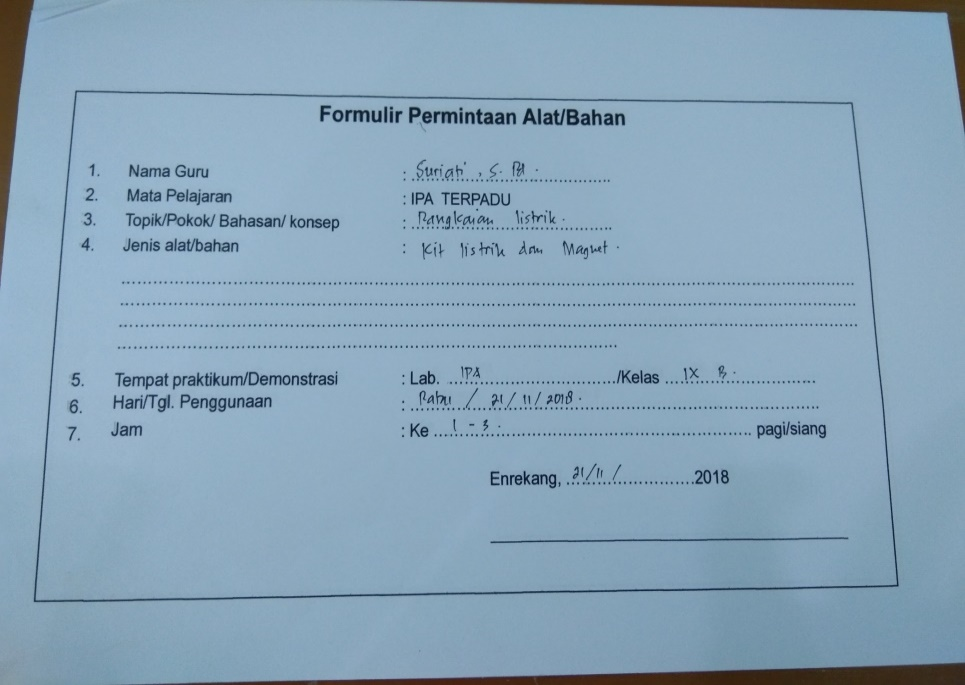 Formulir Permintaan Alat/Bahan
1. Nama Guru : Suriati, S. Pd.
2. Mata Pelajaran : IPA TERPADU
3. Topik/Pokok/ Bahasan/ konsep : Rangkaian listrik.
4. Jenis alat/bahan : Kit listrik dan Magnet.
5. Tempat praktikum/Demonstrasi : Lab. IPA /Kelas IX B.
6. Hari/Tgl. Penggunaan : Rabu / 21/11/2018.
7. Jam : Ke 1 - 3. pagi/siang
Enrekang, 21/11/ 2018